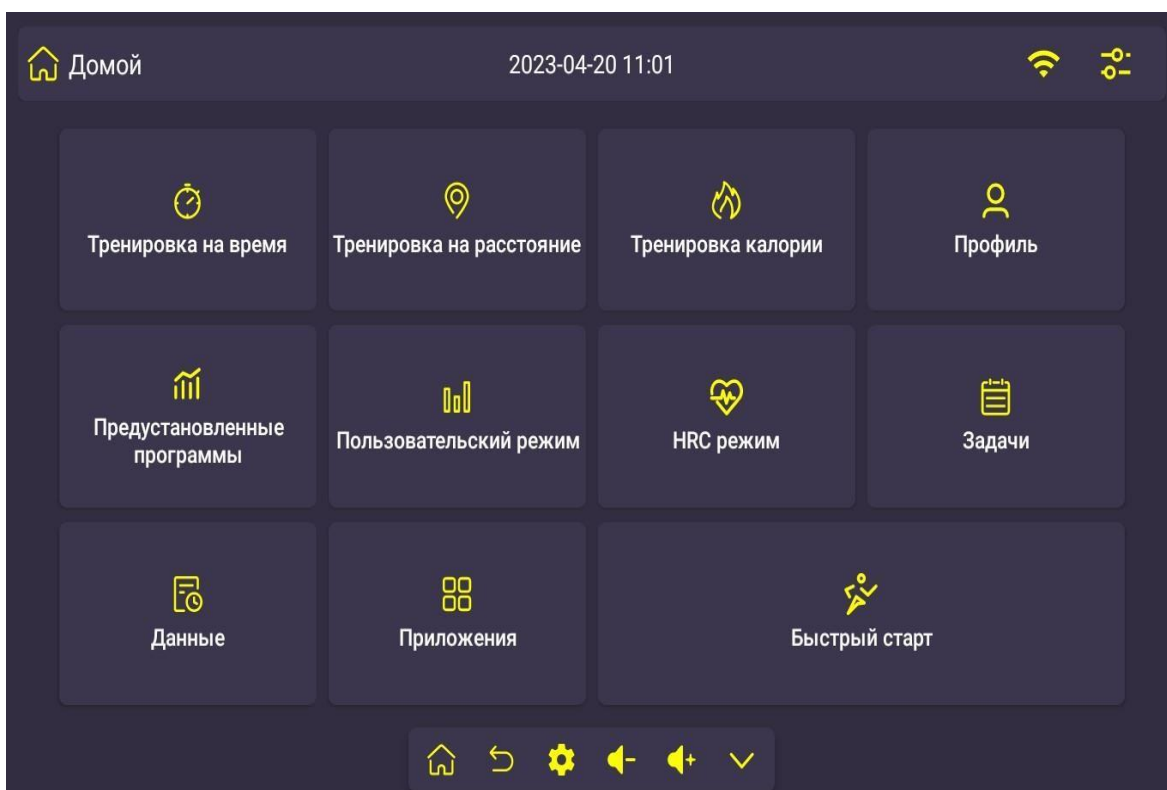 Домой
2023-04-20 11:01
Тренировка на время
Тренировка на расстояние
Тренировка калории
Профиль
Предустановленные
программы
Пользовательский режим
HRC режим
Задачи
Данные
Приложения
Быстрый старт